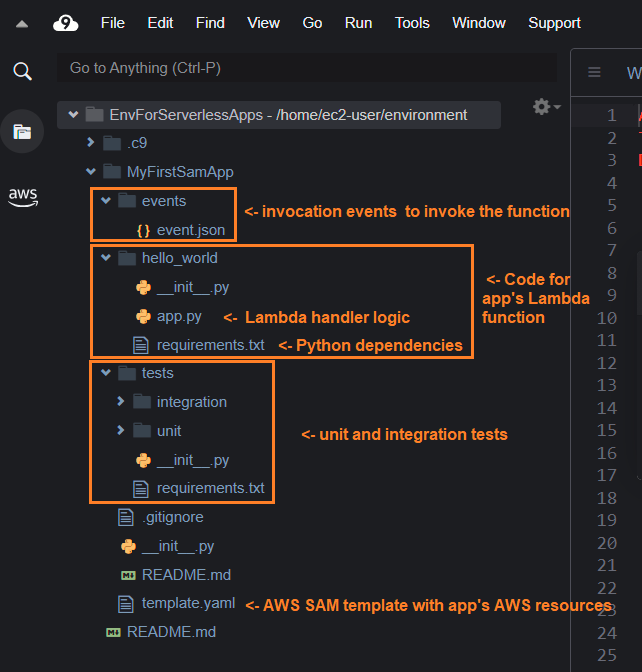 9 File Edit Find View Go Run Tools Window Support
Go to Anything (Ctrl-P)
EnvForServerlessApps - /home/ec2-user/environment
.c9
MyFirstSamApp
events
<- invocation events to invoke the function
{ } event.json
hello_world
__init__.py
<- Code for
app's Lambda
function
app.py <- Lambda handler logic
requirements.txt <- Python dependencies
tests
integration
unit
<- unit and integration tests
__init__.py
requirements.txt
.gitignore
__init__.py
README.md
template.yaml <- AWS SAM template with app's AWS resources
README.md
aws
W
1
2
3
4
5
6
7
8
9
10
11
12
13
14
15
16
17
18
19
20
21
22
23
24
25